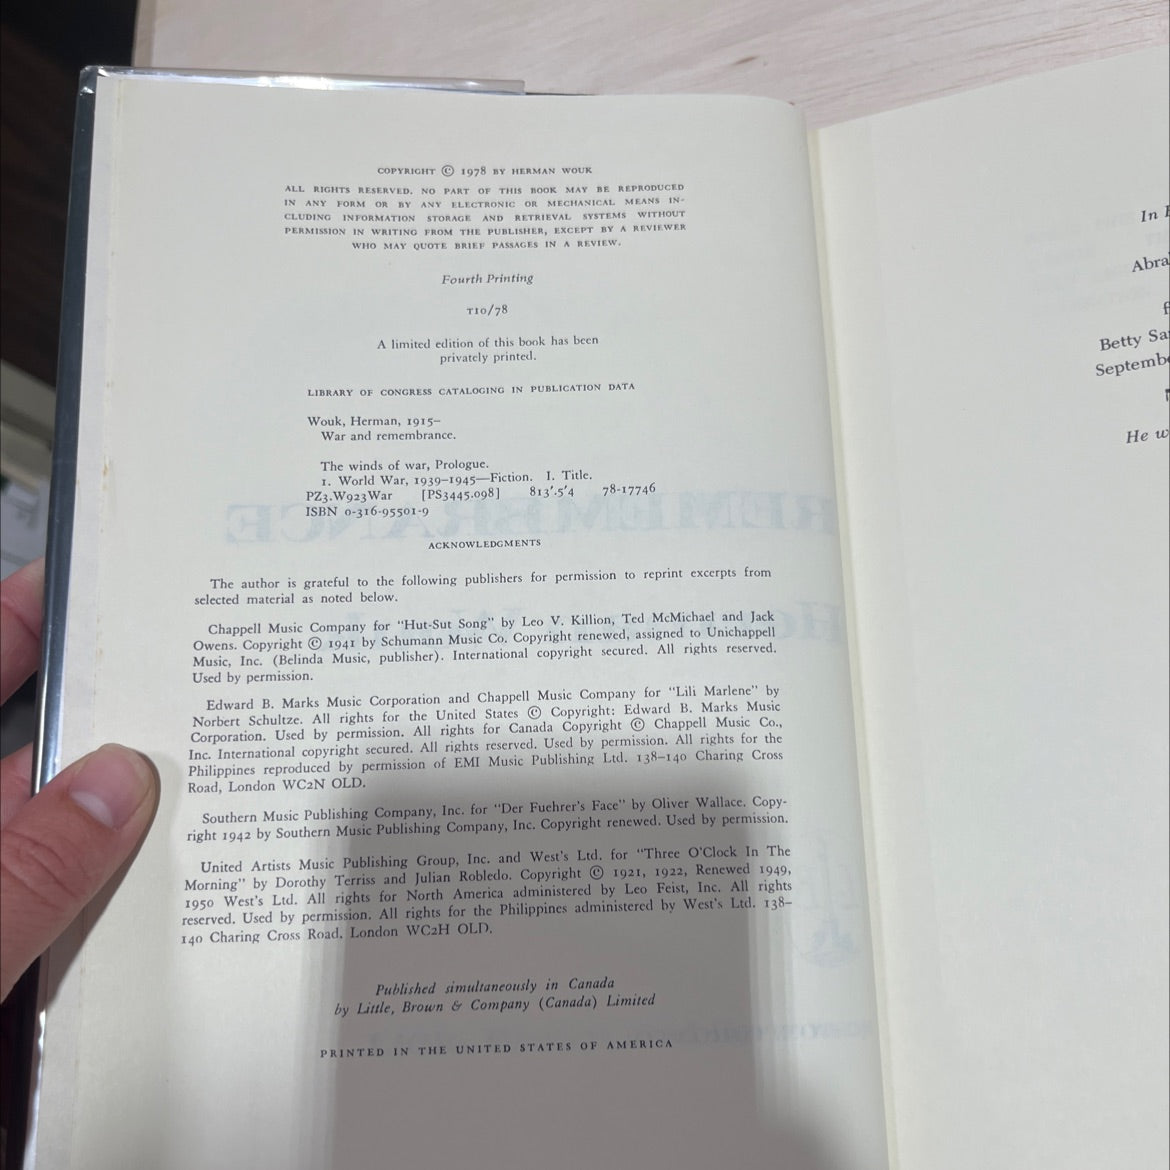 COPYRIGHT © 1978 BY HERMAN WOUK
ALL RIGHTS RESERVED. NO PART OF THIS BOOK MAY BE REPRODUCED
IN ANY FORM OR BY ANY ELECTRONIC OR MECHANICAL MEANS IN-
CLUDING INFORMATION STORAGE AND RETRIEVAL SYSTEMS WITHOUT
PERMISSION IN WRITING FROM THE PUBLISHER, EXCEPT BY A REVIEWER
WHO MAY QUOTE BRIEF PASSAGES IN A REVIEW.
Fourth Printing
T10/78
A limited edition of this book has been
privately printed.
LIBRARY OF CONGRESS CATALOGING IN PUBLICATION DATA
Wouk, Herman, 1915–
War and remembrance.
The winds of war, Prologue.
1. World War, 1939–1945—Fiction. I. Title.
PZ3.W923War [PS3445.098] 813'.5'4 78-17746
ISBN 0-316-95501-9
ACKNOWLEDGMENTS
The author is grateful to the following publishers for permission to reprint excerpts from
selected material as noted below.
Chappell Music Company for "Hut-Sut Song" by Leo V. Killion, Ted McMichael and Jack
Owens. Copyright © 1941 by Schumann Music Co. Copyright renewed, assigned to Unichappell
Music, Inc. (Belinda Music, publisher). International copyright secured. All rights reserved.
Used by permission.
Edward B. Marks Music Corporation and Chappell Music Company for "Lili Marlene" by
Norbert Schultze. All rights for the United States © Copyright: Edward B. Marks Music
Corporation. Used by permission. All rights for Canada Copyright © Chappell Music Co.,
Inc. International copyright secured. All rights reserved. Used by permission. All rights for the
Philippines reproduced by permission of EMI Music Publishing Ltd. 138–140 Charing Cross
Road, London WC2N OLD.
Southern Music Publishing Company, Inc. for "Der Fuehrer's Face" by Oliver Wallace. Copy-
right 1942 by Southern Music Publishing Company, Inc. Copyright renewed. Used by permission.
United Artists Music Publishing Group, Inc. and West's Ltd. for "Three O'Clock In The
Morning" by Dorothy Terriss and Julian Robledo. Copyright © 1921, 1922, Renewed 1949,
1950 West's Ltd. All rights for North America administered by Leo Feist, Inc. All rights
reserved. Used by permission. All rights for the Philippines administered by West's Ltd. 138–
140 Charing Cross Road, London WC2H OLD.
Published simultaneously in Canada
by Little, Brown & Company (Canada) Limited
PRINTED IN THE UNITED STATES OF AMERICA
In
Abra
Betty Sa
Septemb
He w